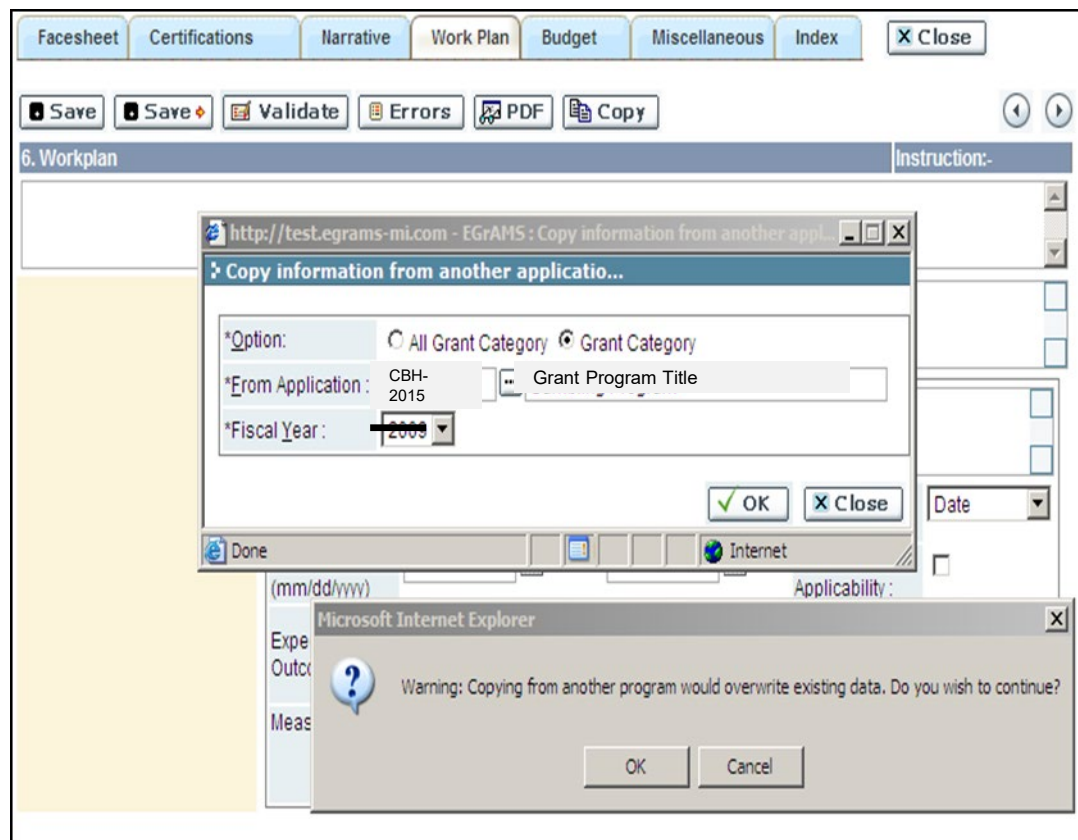 Facesheet Certifications Narrative Work Plan Budget Miscellaneous Index X Close
Save Save Validate Errors PDF Copy
6. Workplan Instruction:-
http://test.egrams-mi.com - EGrAMS : Copy information from another appl...
Copy information from another applicatio...
*Option: All Grant Category Grant Category
*From Application : CBH-
2015
... Grant Program Title
*Fiscal Year : 2009
OK X Close
Date
Done Internet
(mm/dd/yyyy) Applicability :
Microsoft Internet Explorer X
Expe
Outco
Warning: Copying from another program would overwrite existing data. Do you wish to continue?
Meas
OK Cancel